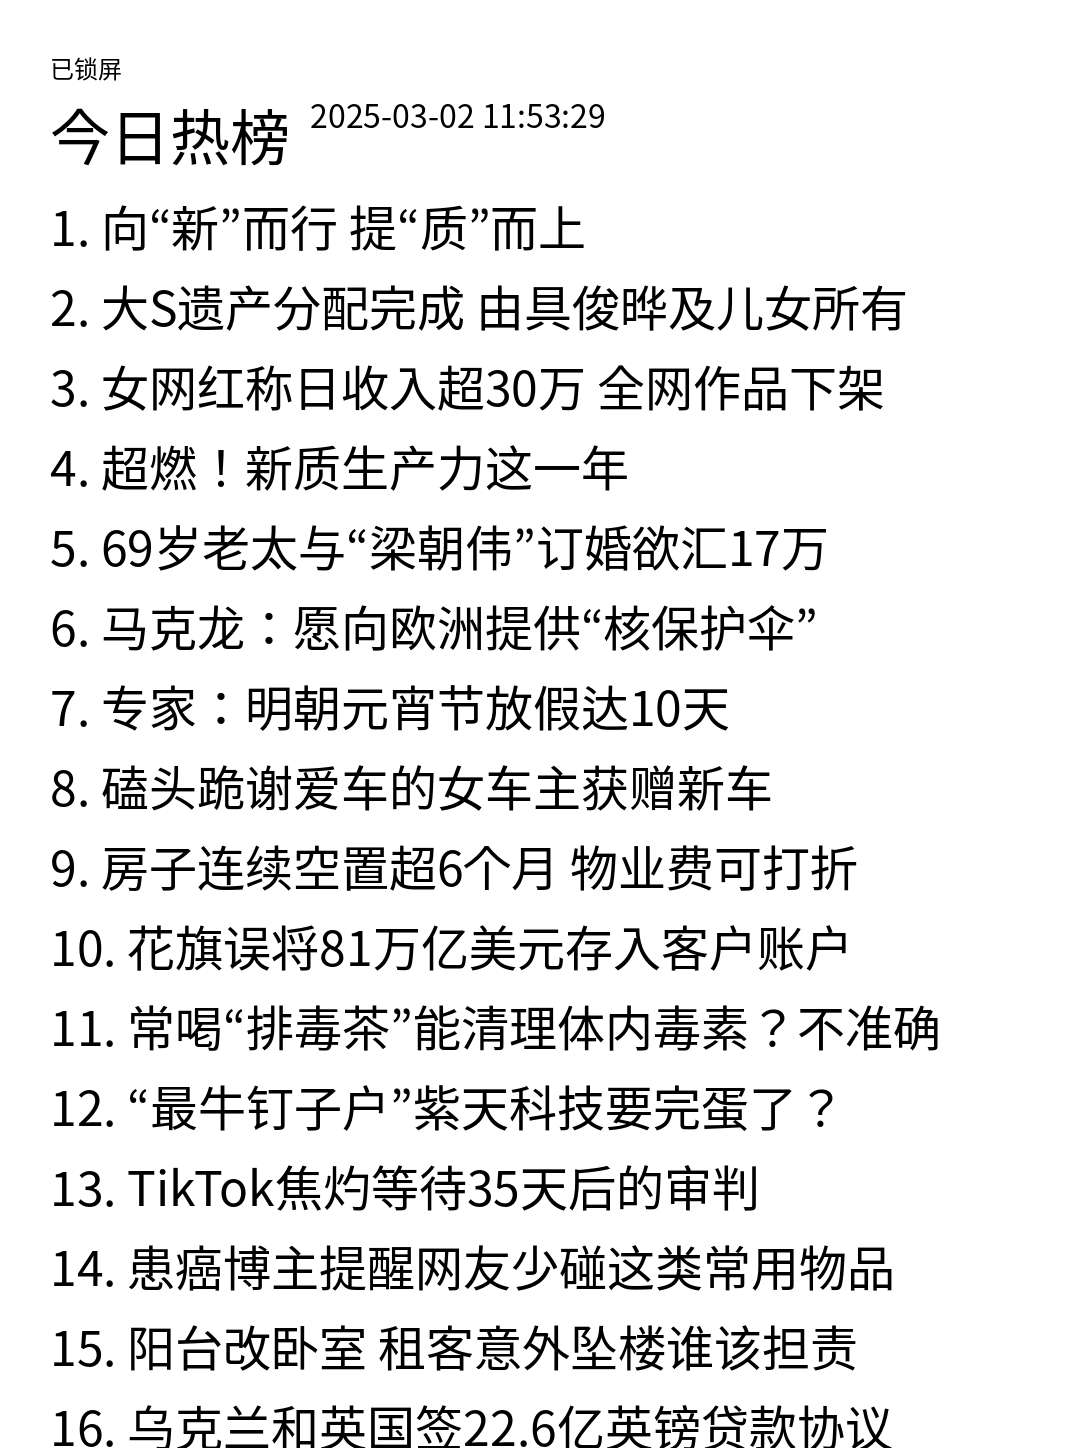 已锁屏
今日热榜 2025-03-02 11:53:29
1. 向“新”而行 提“质”而上
2. 大S遗产分配完成 由具俊晔及儿女所有
3. 女网红称日收入超30万 全网作品下架
4. 超燃！新质生产力这一年
5. 69岁老太与“梁朝伟”订婚欲汇17万
6. 马克龙：愿向欧洲提供“核保护伞”
7. 专家：明朝元宵节放假达10天
8. 磕头跪谢爱车的女车主获赠新车
9. 房子连续空置超6个月 物业费可打折
10. 花旗误将81万亿美元存入客户账户
11. 常喝“排毒茶”能清理体内毒素？不准确
12. “最牛钉子户”紫天科技要完蛋了？
13. TikTok焦灼等待35天后的审判
14. 患癌博主提醒网友少碰这类常用物品
15. 阳台改卧室 租客意外坠楼谁该担责
16. 乌克兰和英国签22.6亿英镑贷款协议